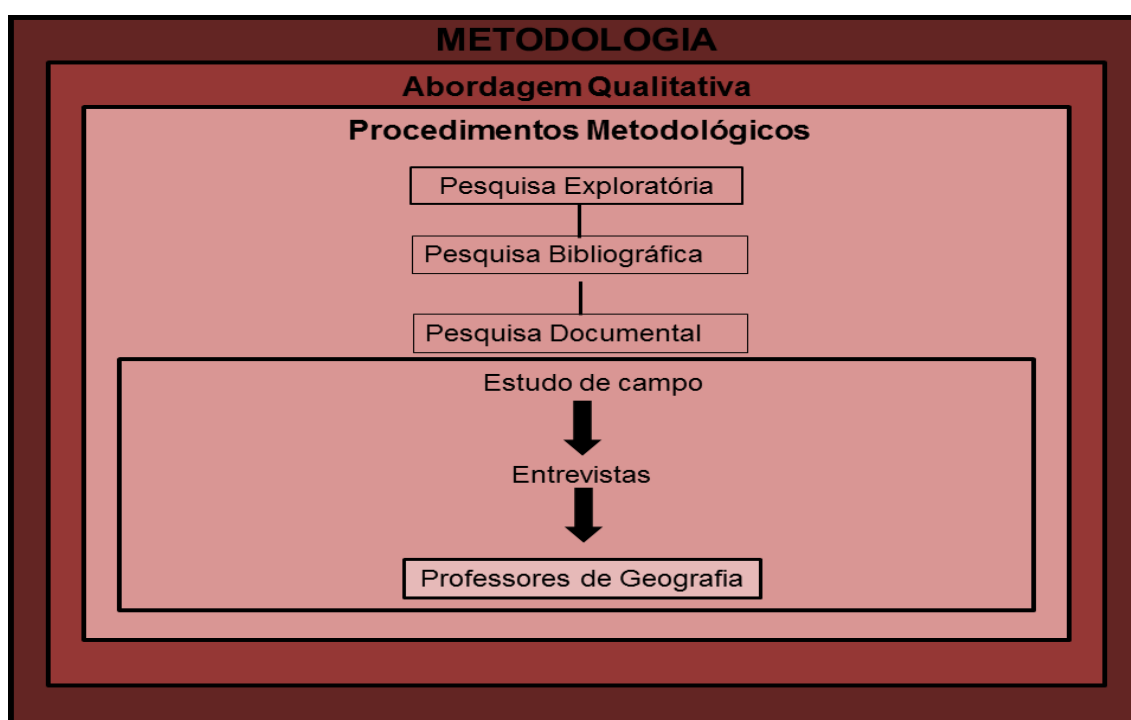 METODOLOGIA
Abordagem Qualitativa
Procedimentos Metodológicos
Pesquisa Exploratória
Pesquisa Bibliográfica
Pesquisa Documental
Estudo de campo
Entrevistas
Professores de Geografia